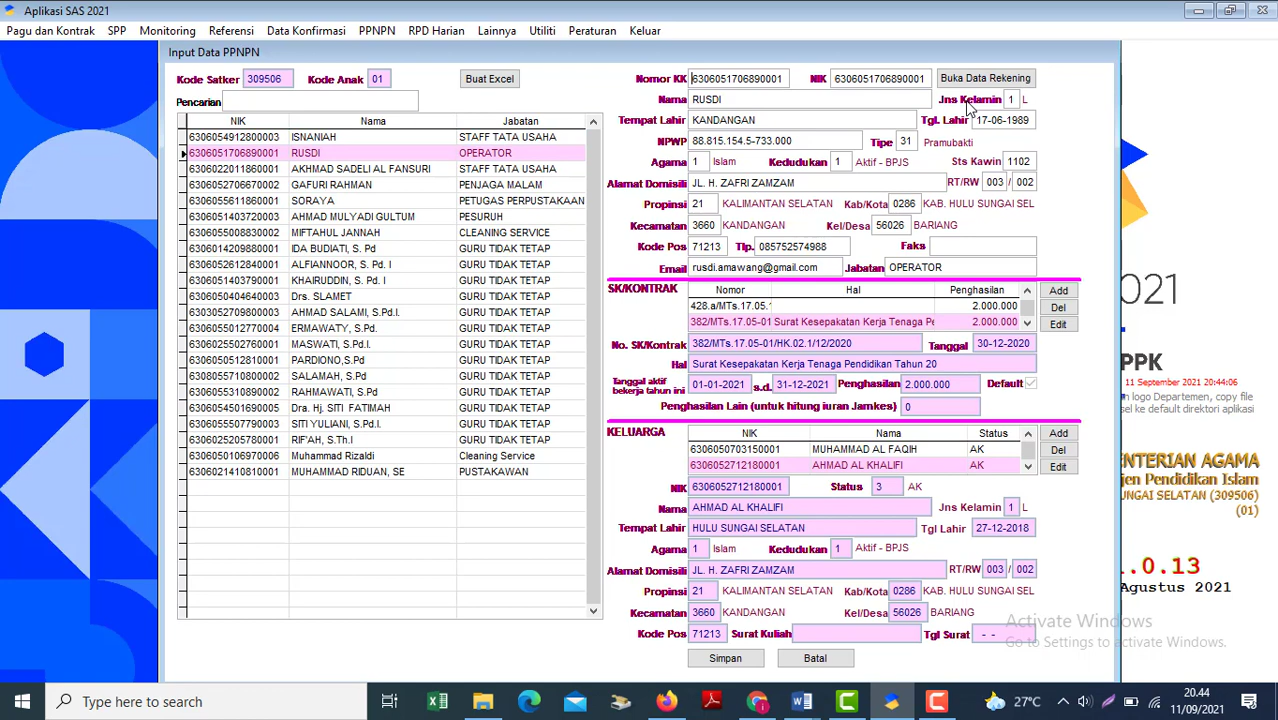 Aplikasi SAS 2021
Pagu dan Kontrak SPP Monitoring Referensi Data Konfirmasi PPNPN RPD Harian Lainnya Utiliti Peraturan Keluar
Input Data PPNPN
Kode Satker 309506 Kode Anak 01 Buat Excel
Pencarian
NIK Nama Jabatan
6306054912800003 ISNANIAH STAFF TATA USAHA
6306051706890001 RUSDI OPERATOR
6306022011860001 AKHMAD SADELI AL FANSURI STAFF TATA USAHA
6306052706670002 GAFURI RAHMAN PENJAGA MALAM
6306055611860001 SORAYA PETUGAS PERPUSTAKAAN
6306051403720003 AHMAD MULYADI GULTUM PESURUH
6306055008830002 MIFTAHUL JANNAH CLEANING SERVICE
6306014209880001 IDA BUDIATI, S. Pd GURU TIDAK TETAP
6306052612840001 ALFIANNOOR, S. Pd. I GURU TIDAK TETAP
6306051403790001 KHAIRUDDIN, S. Pd I GURU TIDAK TETAP
6306050404640003 Drs. SLAMET GURU TIDAK TETAP
6303052709800003 AHMAD SALAMI, S.Pd.I. GURU TIDAK TETAP
6306055012770004 ERMAWATY, S. Pd. GURU TIDAK TETAP
6306025502760001 MASWATI, S. Pd.I. GURU TIDAK TETAP
6306050512810001 PARDIONO,S.Pd GURU TIDAK TETAP
6308055710800002 SALAMAH, S. Pd GURU TIDAK TETAP
6306055202910001 RAHMAWATI, S. Pd GURU TIDAK TETAP
6306054501690005 Dra. Hj. SITI FATIMAH GURU TIDAK TETAP
6306055507790003 SITI YULIANI, S.Pd.I. GURU TIDAK TETAP
6306025205780001 RIF'AH, S.Th.I GURU TIDAK TETAP
6306050106970006 Muhammad Rizaldi Cleaning Service
6306021410810001 MUHAMMAD RIDUAN, SE PUSTAKAWAN
Nomor KK 6306051706890001 NIK 6306051706890001 Buka Data Rekening
Nama RUSDI Jns Kelamin 1 L
Tempat Lahir KANDANGAN Tgl. Lahir 17-06-1989
NPWP 88.815.154.5-733.000 Tipe 31 Pramubakti
Agama 1 Islam Kedudukan 1 Aktif - BPJS Sts Kawin 1102
Alamat Domisili JL. H. ZAFRI ZAMZAM RT/RW 003 / 002
Propinsi 21 KALIMANTAN SELATAN Kab/Kota 0286 KAB. HULU SUNGAI SEL
Kecamatan 3660 KANDANGAN Kel/Desa 56026 BARIANG
Kode Pos 71213 Tlp. 085752574988 Faks
Email rusdi.amawang@gmail.com Jabatan OPERATOR
SK/KONTRAK Nomor Hal Penghasilan Add
428.a/MTs.17.05. 2.000.000 Del
382/MTs.17.05-01 Surat Kesepakatan Kerja Tenaga Pe 2.000.000 Edit
No. SK/Kontrak 382/MTs.17.05-01/HK.02.1/12/2020 Tanggal 30-12-2020
Hal Surat Kesepakatan Kerja Tenaga Pendidikan Tahun 20
Tanggal aktif bekerja tahun ini 01-01-2021 s.d. 31-12-2021 Penghasilan 2.000.000 Default
Penghasilan Lain (untuk hitung iuran Jamkes) 0
KELUARGA NIK Nama Status Add
6306050703150001 MUHAMMAD AL FAQIH AK Del
6306052712180001 AHMAD AL KHALIFI AK Edit
NIK 6306052712180001 Status 3 AK
Nama AHMAD AL KHALIFI Jns Kelamin 1 L
Tempat Lahir HULU SUNGAI SELATAN Tgl Lahir 27-12-2018
Agama 1 Islam Kedudukan 1 Aktif - BPJS
Alamat Domisili JL. H. ZAFRI ZAMZAM RT/RW 003 / 002
Propinsi 21 KALIMANTAN SELATAN Kab/Kota 0286 KAB. HULU SUNGAI SEL
Kecamatan 3660 KANDANGAN Kel/Desa 56026 BARIANG
Kode Pos 71213 Surat Kuliah Tgl Surat - -
Simpan Batal
021
PPK
11 September 2021 20:44:06
on logo Departemen, copy file
sel ke default direktori aplikasi
ENTERIAN AGAMA
jen Pendidikan Islam
SUNGAI SELATAN (309506)
(01)
1.0.13
Agustus 2021
Activate Windows
Go to Settings to activate Windows.
Type here to search 27°C 20.44
11/09/2021